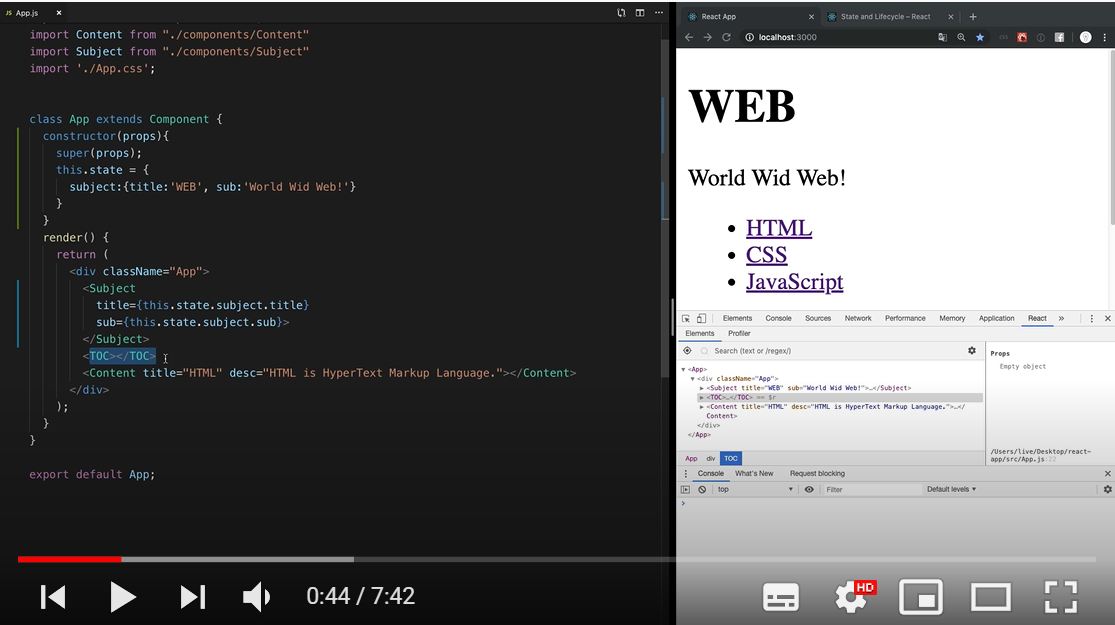 App.js
import Content from "./components/Content"
import Subject from "./components/Subject"
import './App.css';
class App extends Component {
constructor(props){
super(props);
this.state = {
subject:{title:'WEB', sub:'World Wid Web!'}
}
}
render() {
return (
<div className="App">
<Subject
title={this.state.subject.title}
sub={this.state.subject.sub}>
</Subject>
<TOC></TOC>
<Content title="HTML" desc="HTML is HyperText Markup Language."></Content>
</div>
);
}
}
export default App;
0:44 / 7:42
React App
State and Lifecycle – React
localhost:3000
WEB
World Wid Web!
HTML
CSS
JavaScript
Elements Console Sources Network Performance Memory Application React
Elements Profiler
Search (text or /regex/)
<App>
<div className="App">
<Subject title="WEB" sub="World Wid Web!">…</Subject>
<TOC>…</TOC> == $r
<Content title="HTML" desc="HTML is HyperText Markup Language.">…</
Content>
</div>
</App>
App div TOC
Props
Empty object
/Users/live/Desktop/react-
app/src/App.js:22
Console What's New Request blocking
top Filter Default levels
HD